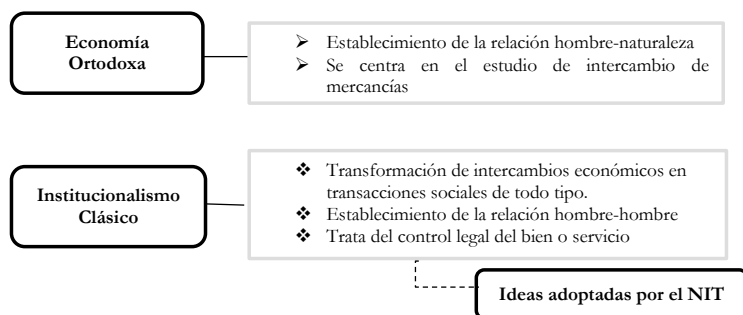 Economía
Ortodoxa
➢ Establecimiento de la relación hombre-naturaleza
➢ Se centra en el estudio de intercambio de
mercancías
Institucionalismo
Clásico
❖ Transformación de intercambios económicos en
transacciones sociales de todo tipo.
❖ Establecimiento de la relación hombre-hombre
❖ Trata del control legal del bien o servicio
Ideas adoptadas por el NIT